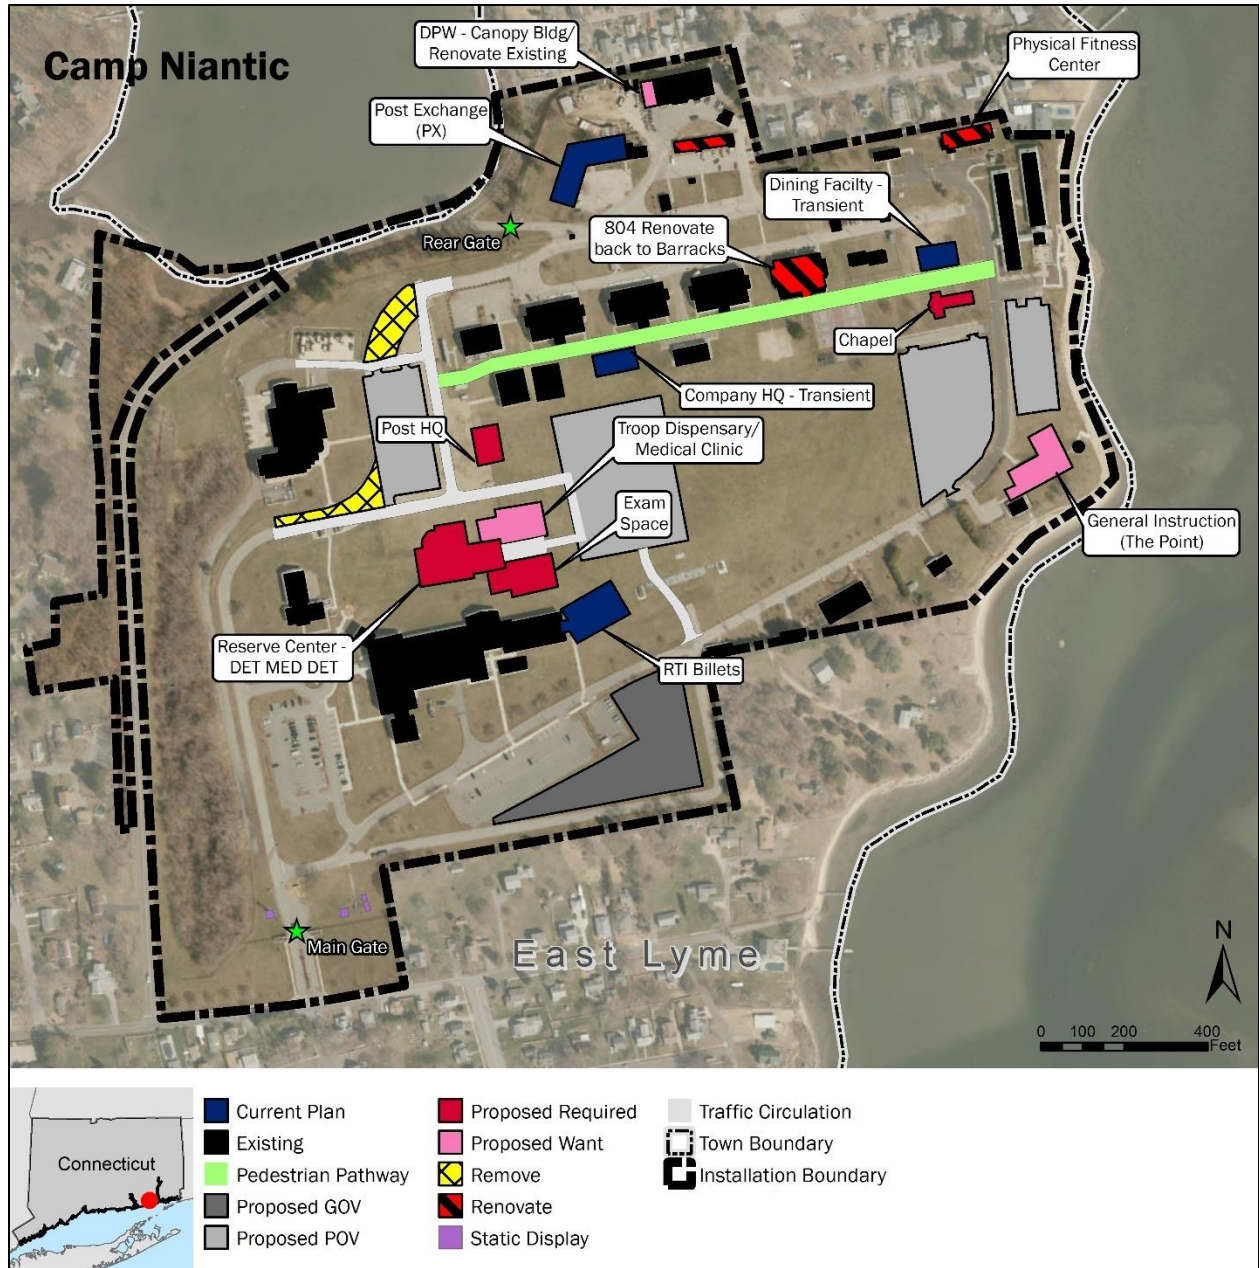 Camp Niantic
DPW - Canopy Bldg/
Renovate Existing
Physical Fitness
Center
Post Exchange
(PX)
Dining Facilty -
Transient
804 Renovate
back to Barracks
Rear Gate
Chapel
Company HQ - Transient
Post HQ
Troop Dispensary/
Medical Clinic
Exam
Space
General Instruction
(The Point)
Reserve Center -
DET MED DET
RTI Billets
Main Gate
East Lyme
N
0 100 200 400
Feet
Connecticut
Current Plan
Existing
Pedestrian Pathway
Proposed GOV
Proposed POV
Proposed Required
Proposed Want
Remove
Renovate
Static Display
Traffic Circulation
Town Boundary
Installation Boundary